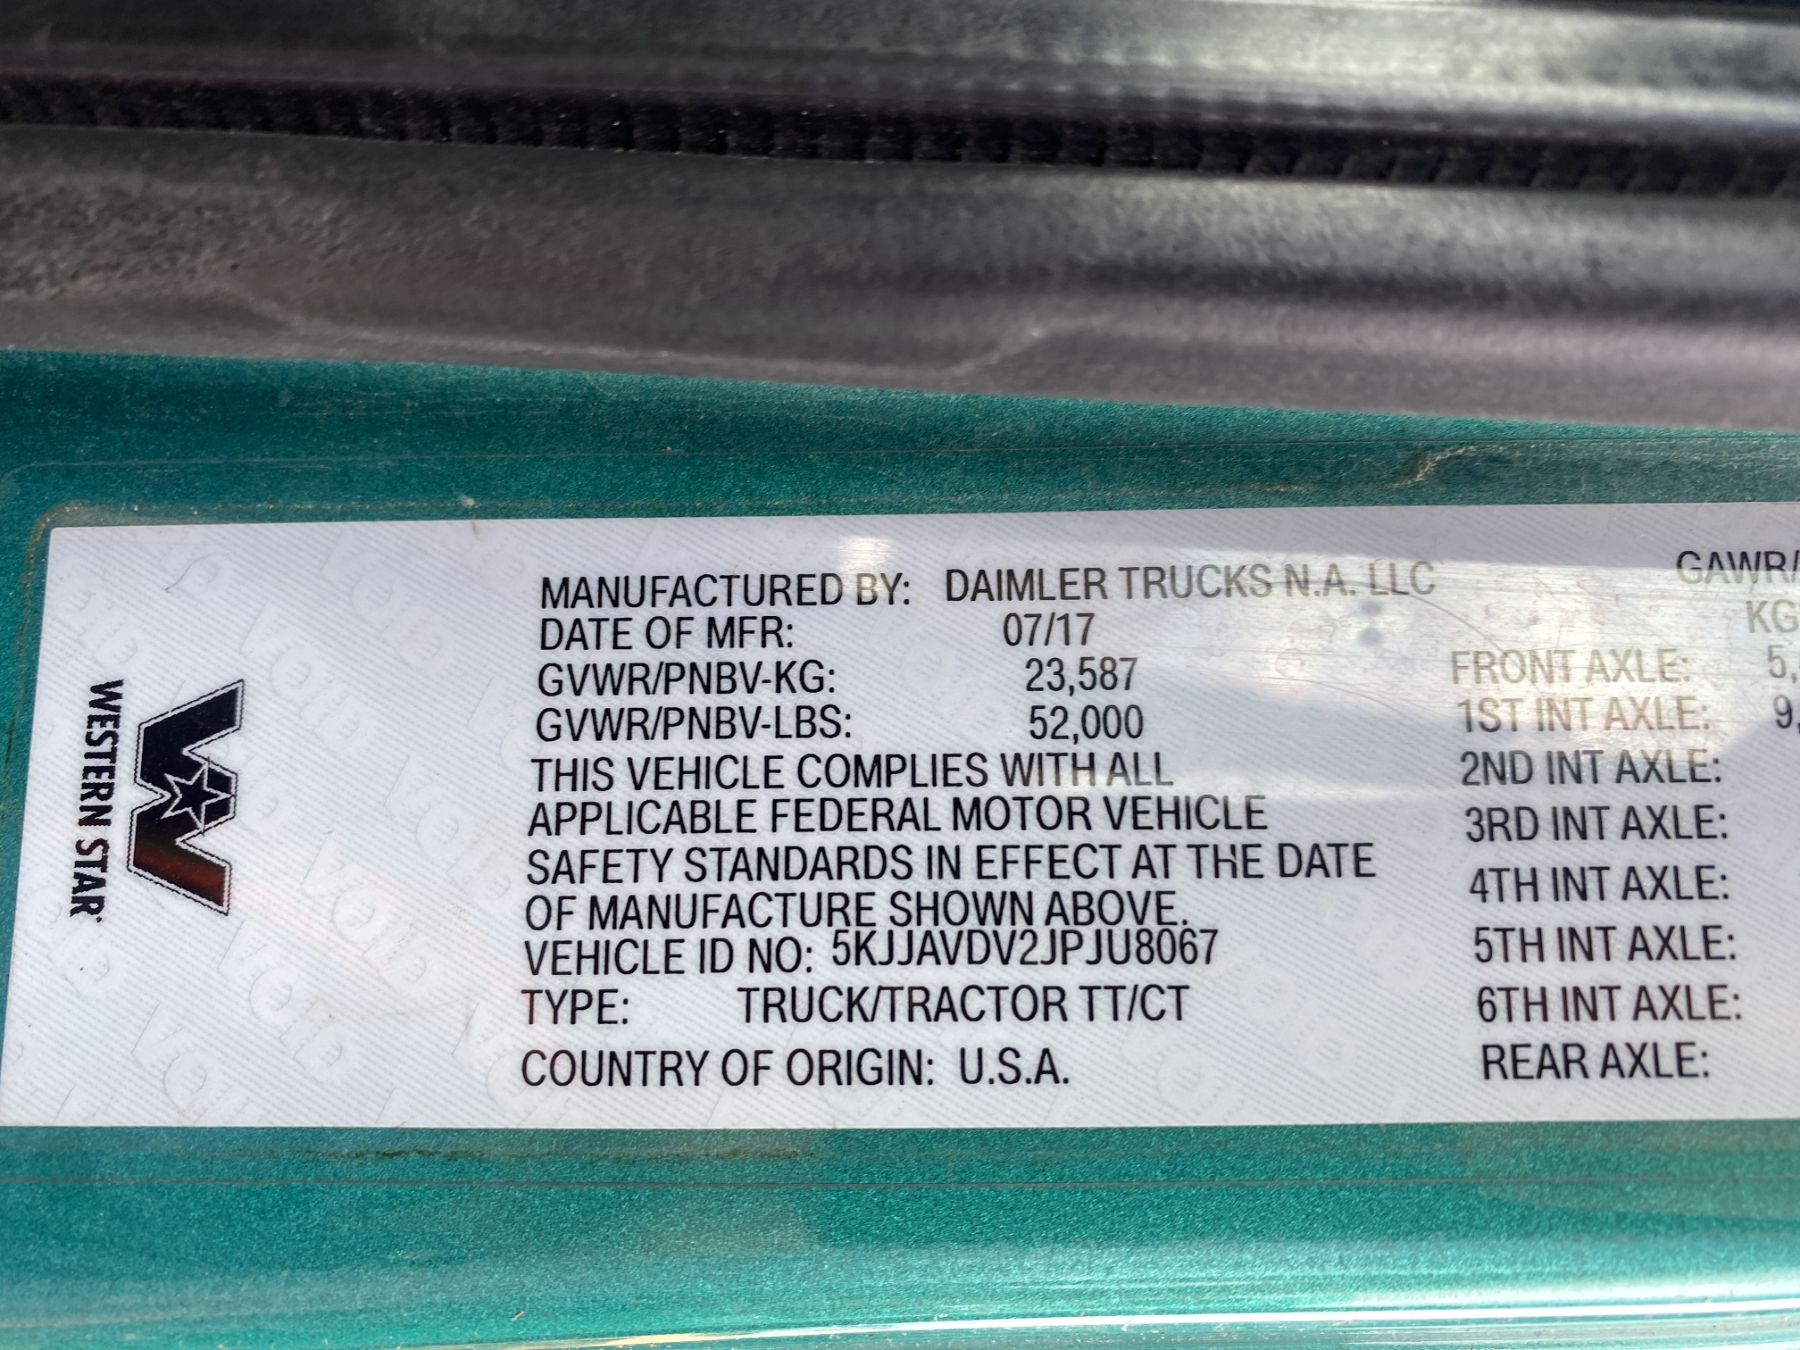 WESTERN STAR
MANUFACTURED BY: DAIMLER TRUCKS N.A. LLC
DATE OF MFR: 07/17
GVWR/PNBV-KG: 23,587
GVWR/PNBV-LBS: 52,000
THIS VEHICLE COMPLIES WITH ALL
APPLICABLE FEDERAL MOTOR VEHICLE
SAFETY STANDARDS IN EFFECT AT THE DATE
OF MANUFACTURE SHOWN ABOVE.
VEHICLE ID NO: 5KJJAVDV2JPJU8067
TYPE: TRUCK/TRACTOR TT/CT
COUNTRY OF ORIGIN: U.S.A.
GAWR/
KG
FRONT AXLE: 5,
1ST INT AXLE: 9,
2ND INT AXLE:
3RD INT AXLE:
4TH INT AXLE:
5TH INT AXLE:
6TH INT AXLE:
REAR AXLE: